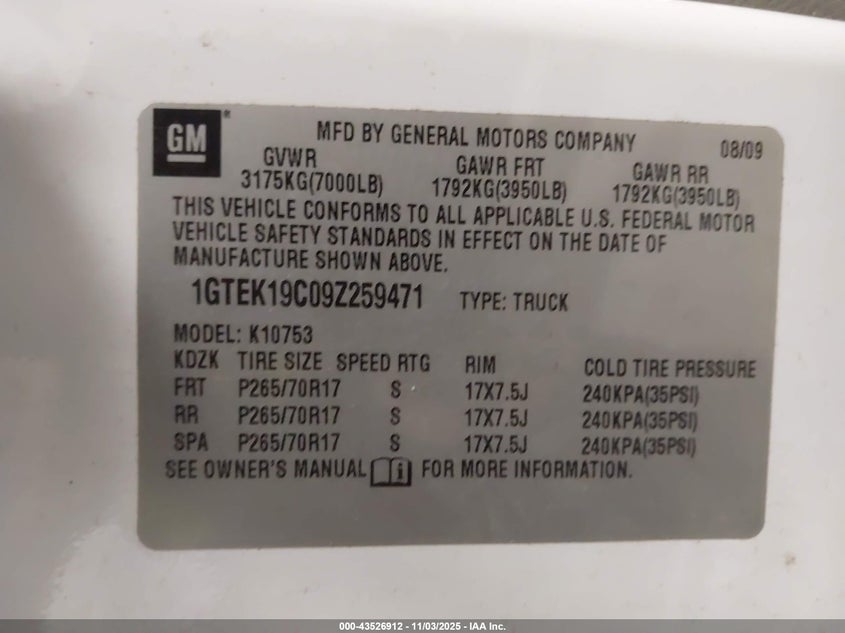 GM
MFD BY GENERAL MOTORS COMPANY 08/09
GVWR GAWR FRT GAWR RR
3175KG(7000LB) 1792KG(3950LB) 1792KG(3950LB)
THIS VEHICLE CONFORMS TO ALL APPLICABLE U.S. FEDERAL MOTOR
VEHICLE SAFETY STANDARDS IN EFFECT ON THE DATE OF
MANUFACTURE SHOWN ABOVE.
1GTEK19C09Z259471 TYPE: TRUCK
MODEL: K10753
KDZK TIRE SIZE SPEED RTG RIM COLD TIRE PRESSURE
FRT P265/70R17 S 17X7.5J 240KPA(35PSI)
RR P265/70R17 S 17X7.5J 240KPA(35PSI)
SPA P265/70R17 S 17X7.5J 240KPA(35PSI)
SEE OWNER'S MANUAL FOR MORE INFORMATION.
000-43526912 - 11/03/2025 - IAA Inc.